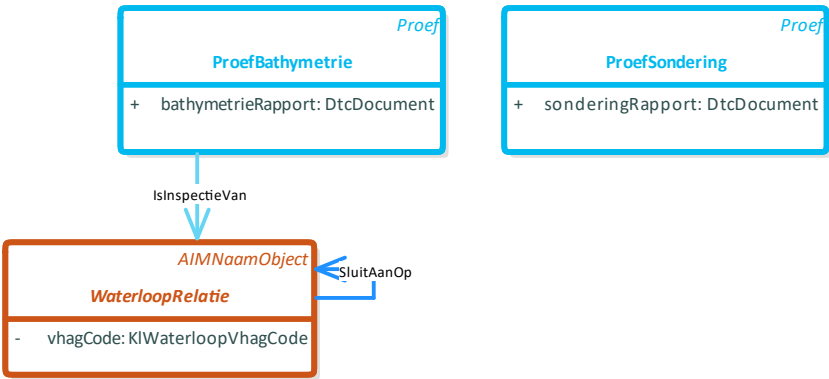 Proef
ProefBathymetrie
+ bathymetrieRapport: DtcDocument
Proef
ProefSondering
+ sonderingRapport: DtcDocument
IsInspectieVan
AIMNaamObject
WaterloopRelatie
- vhagCode: KlWaterloopVhagCode
SluitAanOp